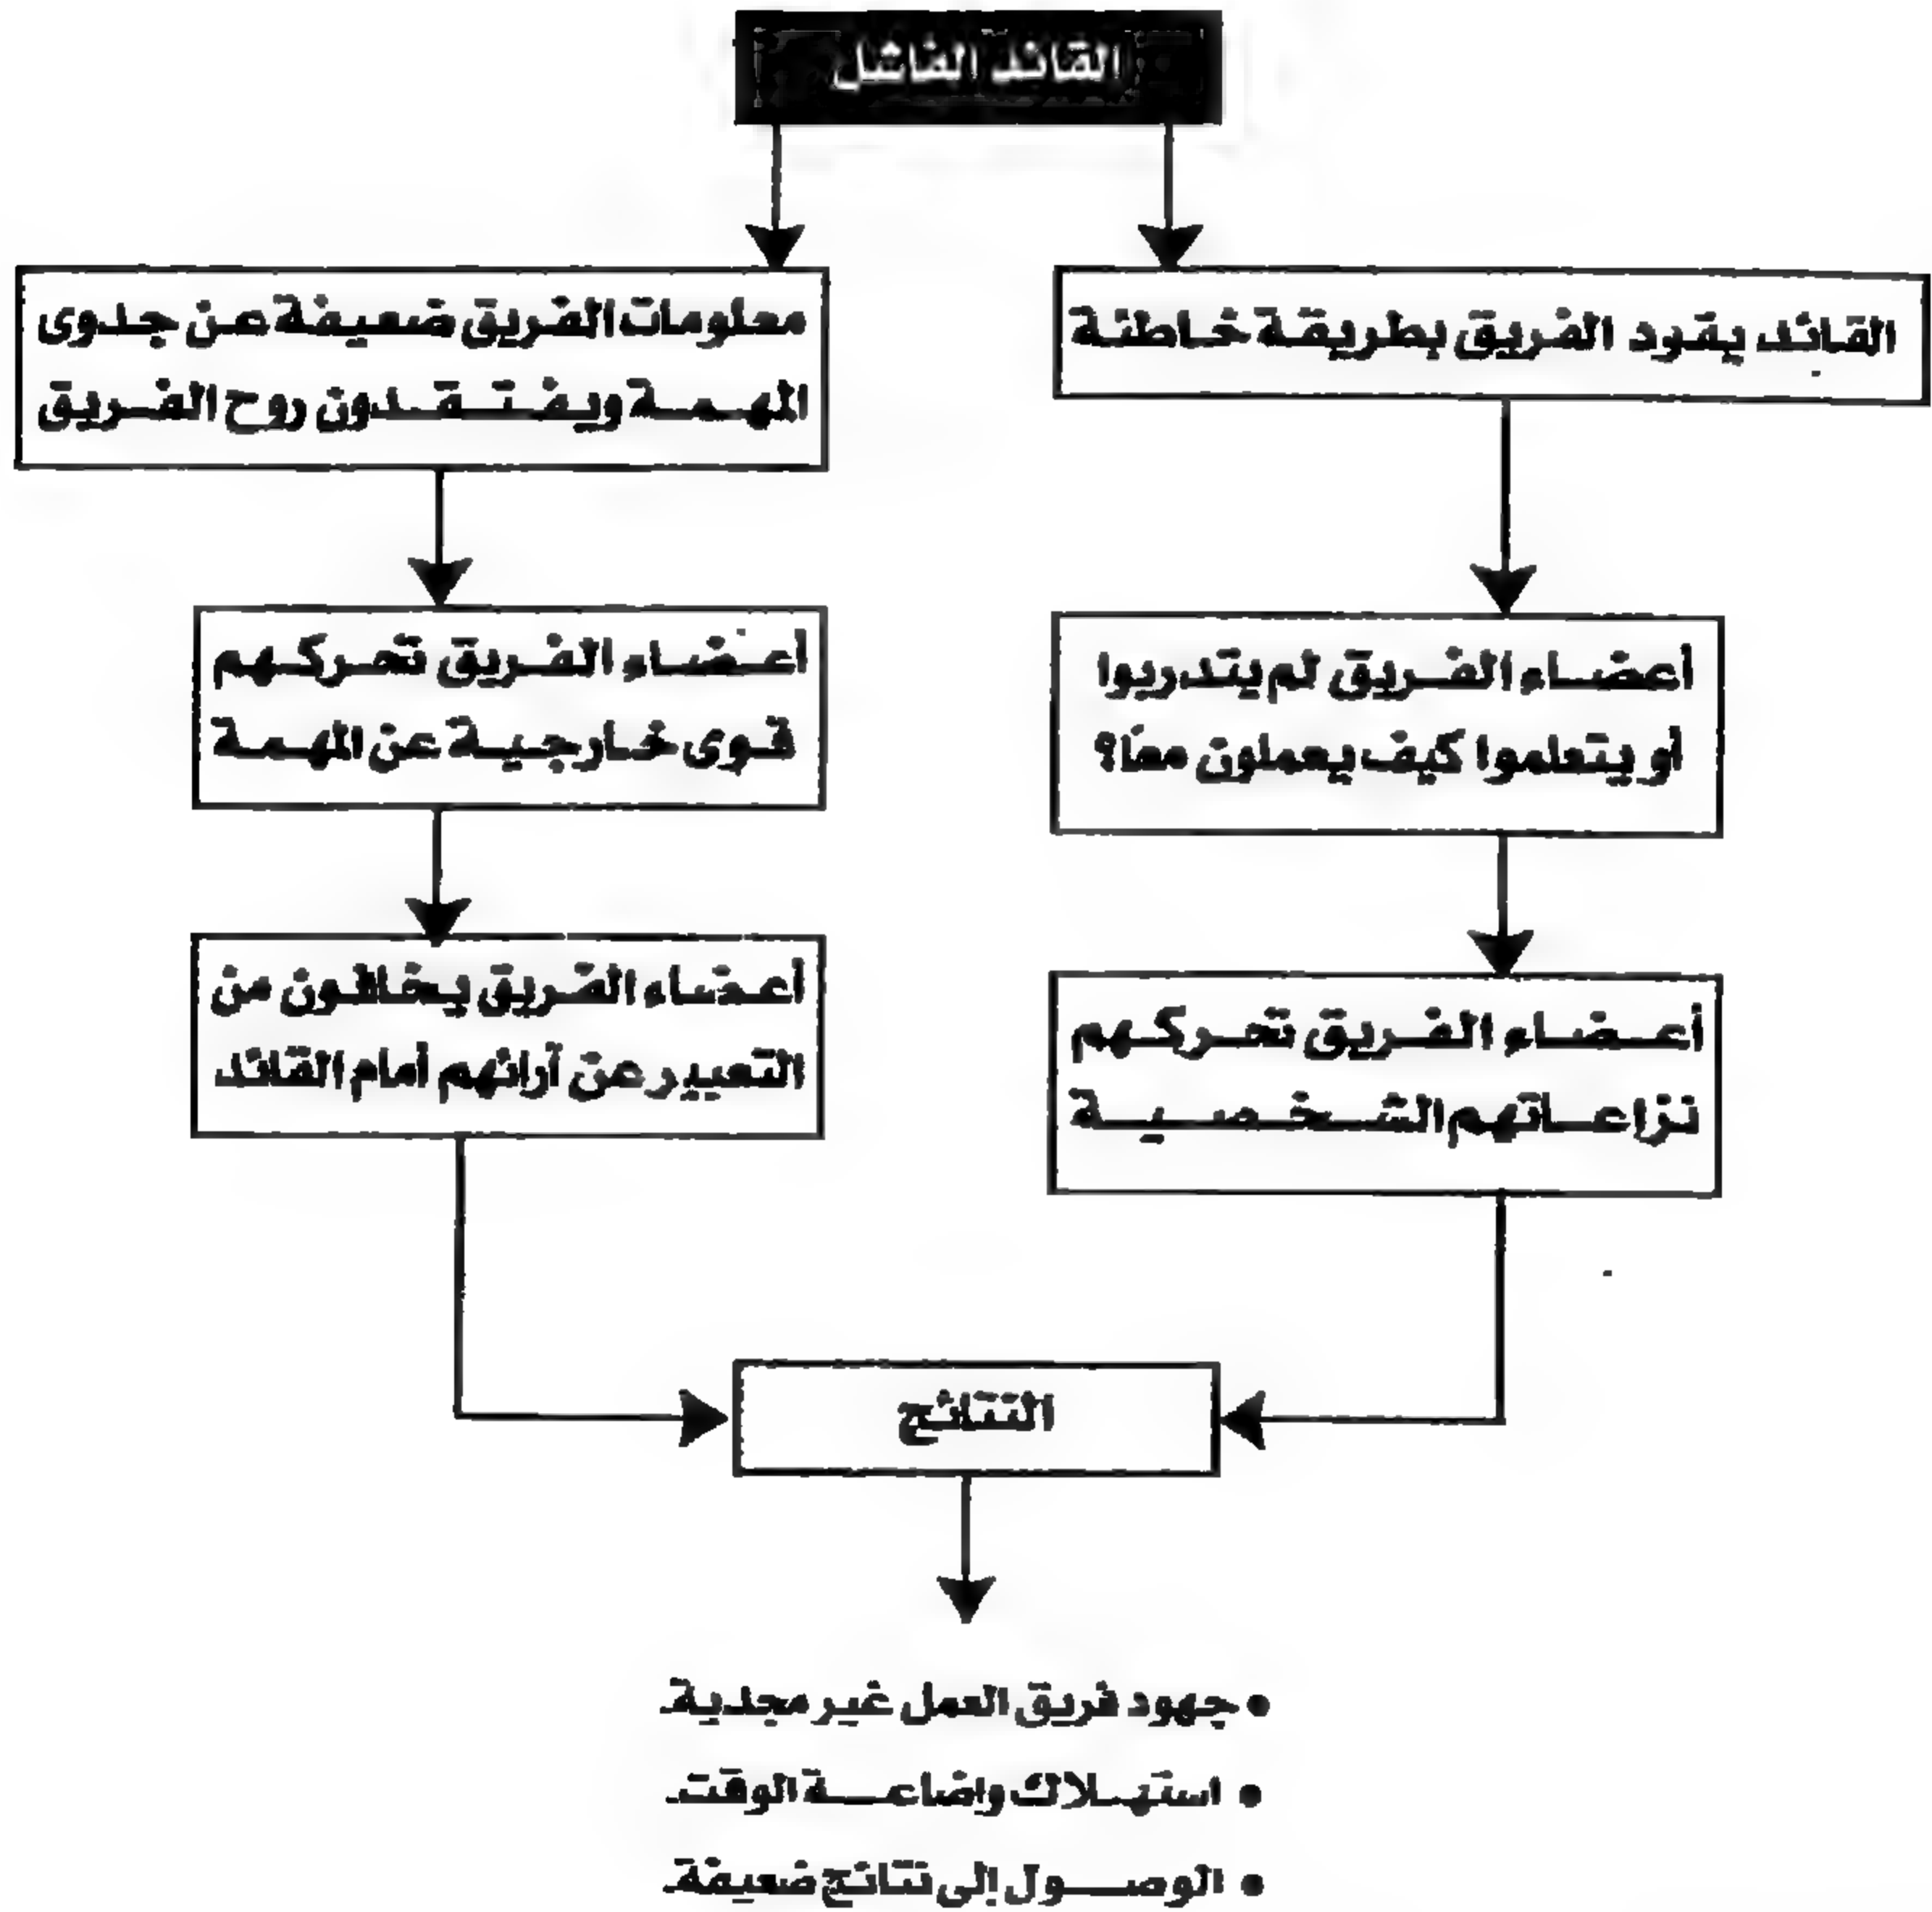 القائد الفاشل
القائد يقود الفريق بطريقة خاطئة
أعضاء الفريق لم يتدربوا
أو يتعلموا كيف يعملون معًا؟
أعضاء الفريق تحركهم
نزاعاتهم الشخصية
معلومات الفريق ضعيفة عن جدوى
المهمة ويفتقدون روح الفريق
أعضاء الفريق تحركهم
قوى خارجية عن المهمة
أعضاء الفريق يخافون من
التعبير عن آرائهم أمام القائد
النتائج
• جهود فريق العمل غير مجدية.
• استهلاك وإضاعة الوقت.
• الوصول إلى نتائج ضعيفة.